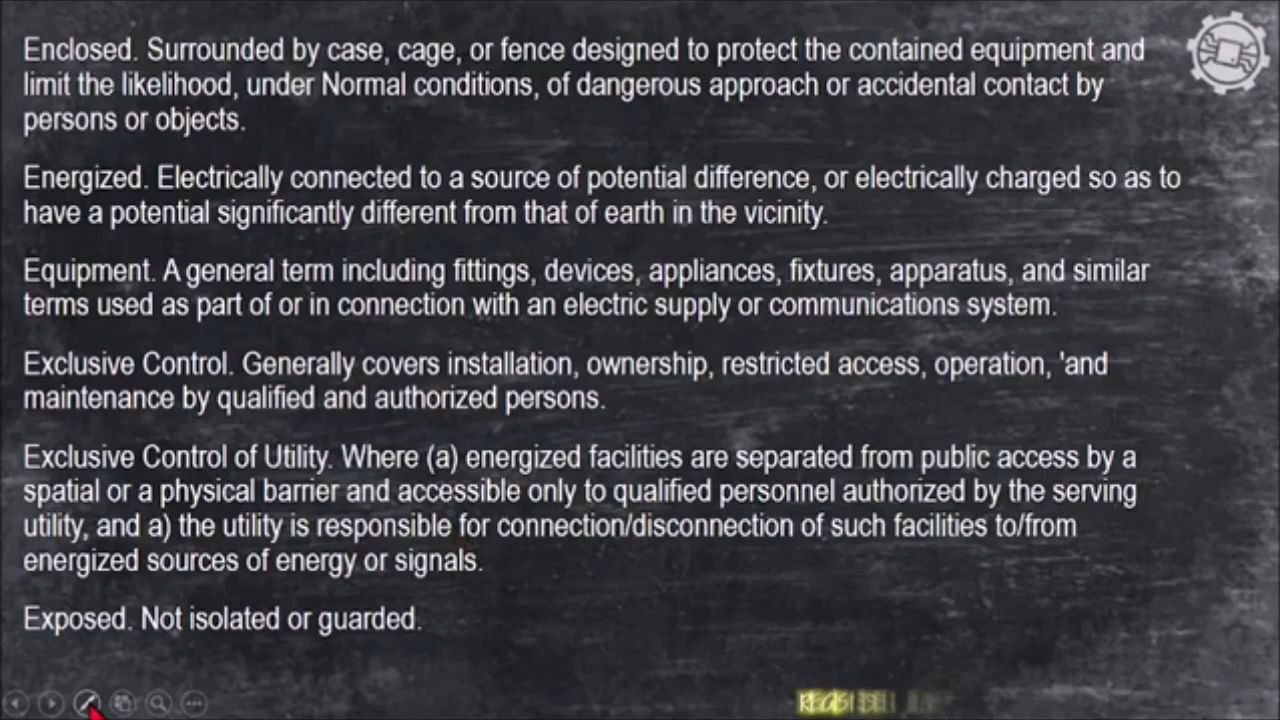 Enclosed. Surrounded by case, cage, or fence designed to protect the contained equipment and
limit the likelihood, under Normal conditions, of dangerous approach or accidental contact by
persons or objects.
Energized. Electrically connected to a source of potential difference, or electrically charged so as to
have a potential significantly different from that of earth in the vicinity.
Equipment. A general term including fittings, devices, appliances, fixtures, apparatus, and similar
terms used as part of or in connection with an electric supply or communications system.
Exclusive Control. Generally covers installation, ownership, restricted access, operation, 'and
maintenance by qualified and authorized persons.
Exclusive Control of Utility. Where (a) energized facilities are separated from public access by a
spatial or a physical barrier and accessible only to qualified personnel authorized by the serving
utility, and a) the utility is responsible for connection/disconnection of such facilities to/from
energized sources of energy or signals.
Exposed. Not isolated or guarded.